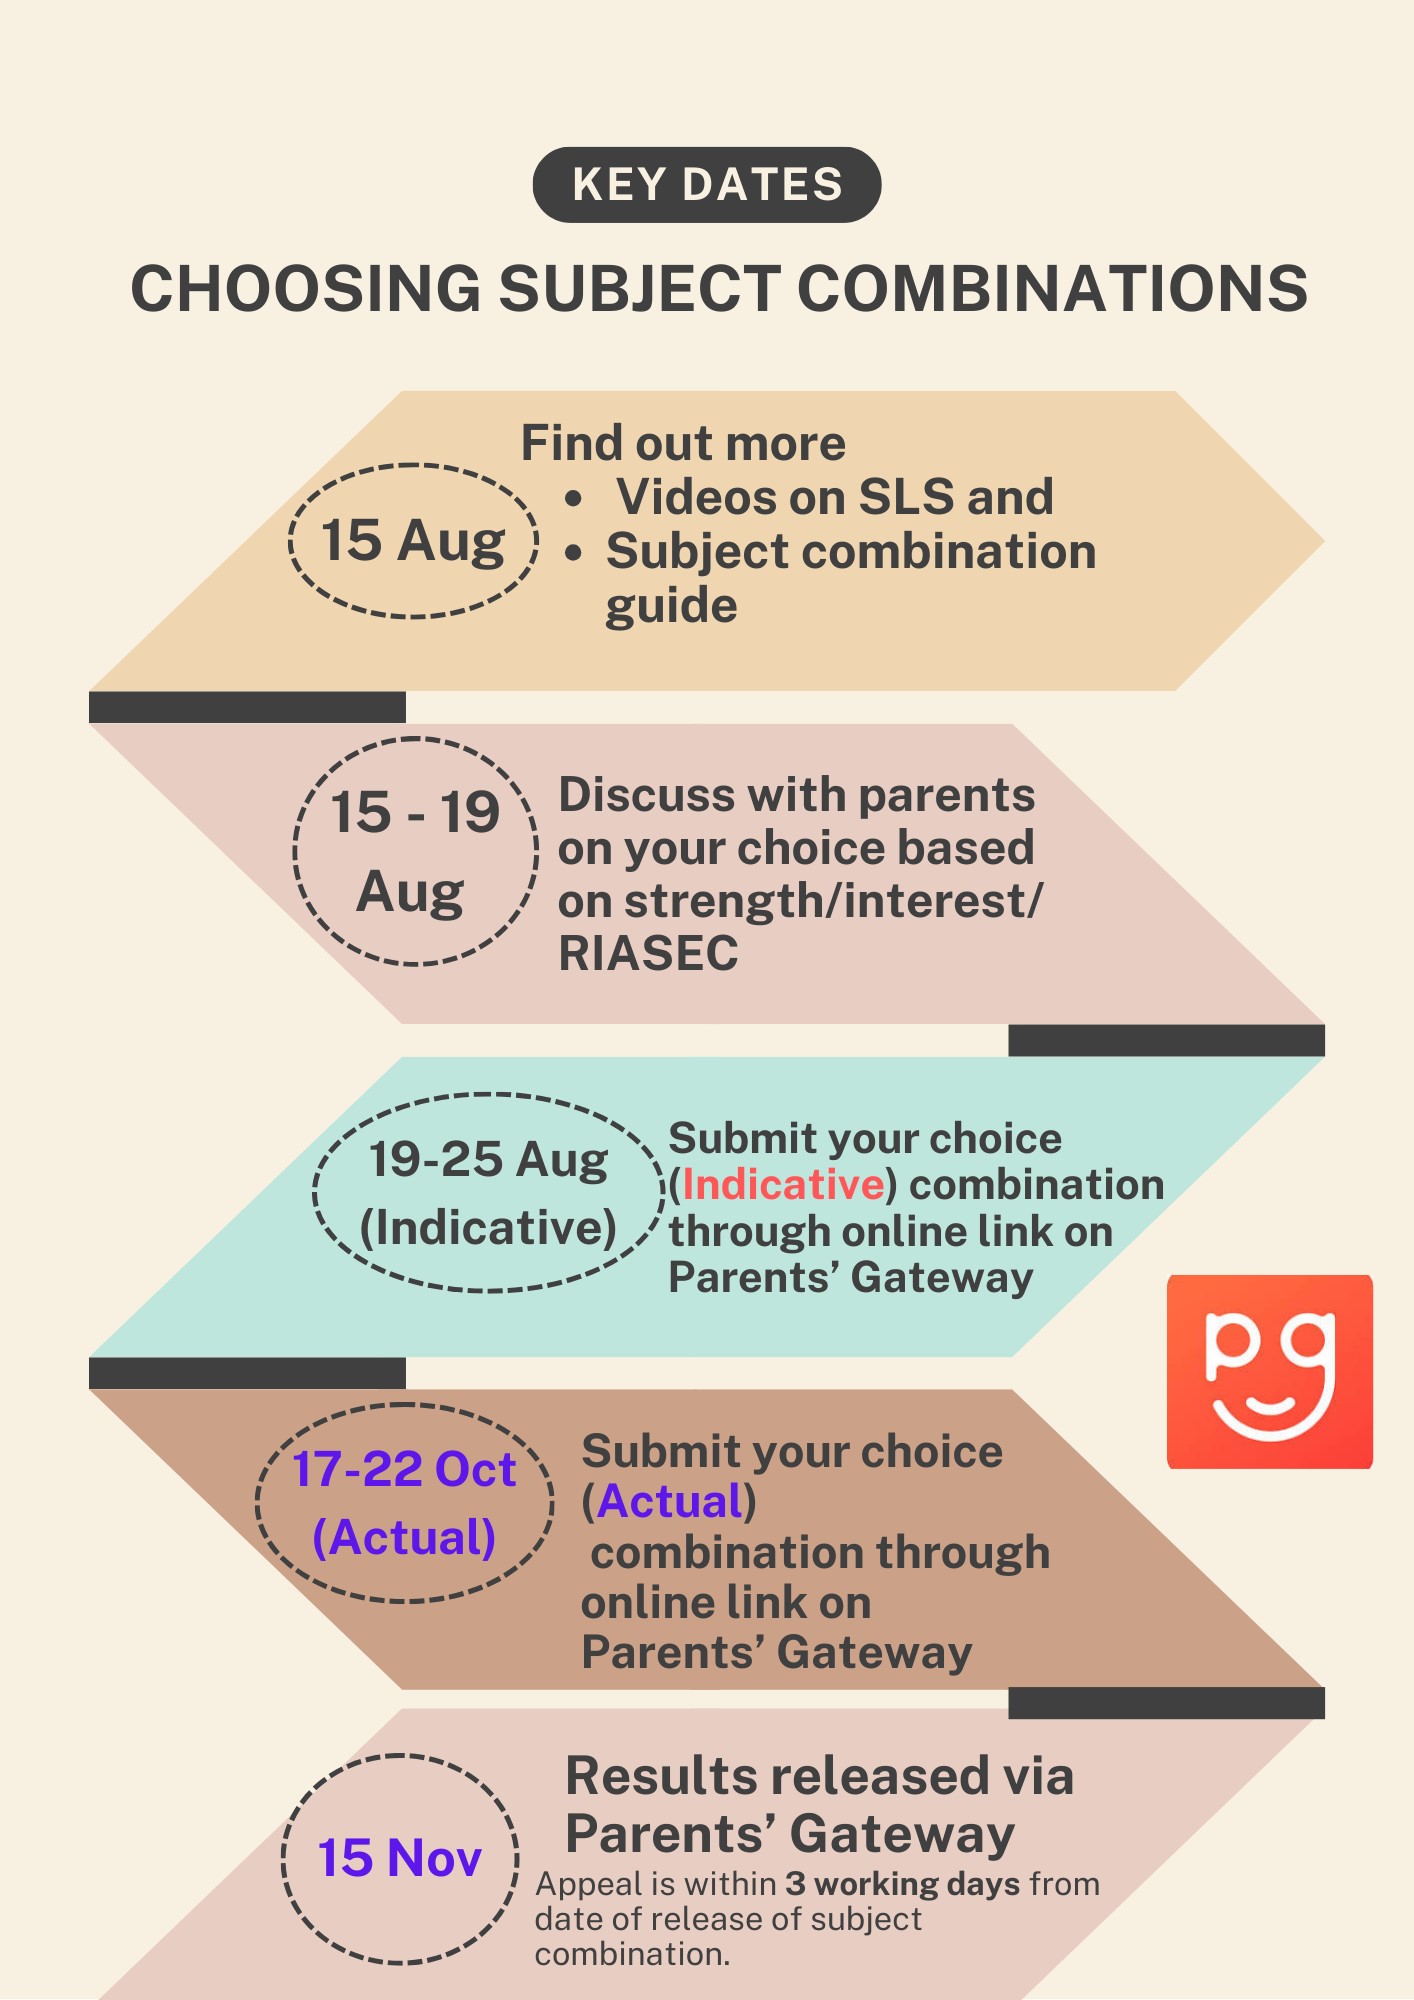 KEY DATES
CHOOSING SUBJECT COMBINATIONS
15 Aug
Find out more
• Videos on SLS and
• Subject combination
guide
15 - 19
Aug
Discuss with parents
on your choice based
on strength/interest/
RIASEC
19-25 Aug
(Indicative)
Submit your choice
(Indicative) combination
through online link on
Parents’ Gateway
pg
17-22 Oct
(Actual)
Submit your choice
(Actual)
combination through
online link on
Parents’ Gateway
15 Nov
Results released via
Parents’ Gateway
Appeal is within 3 working days from
date of release of subject
combination.